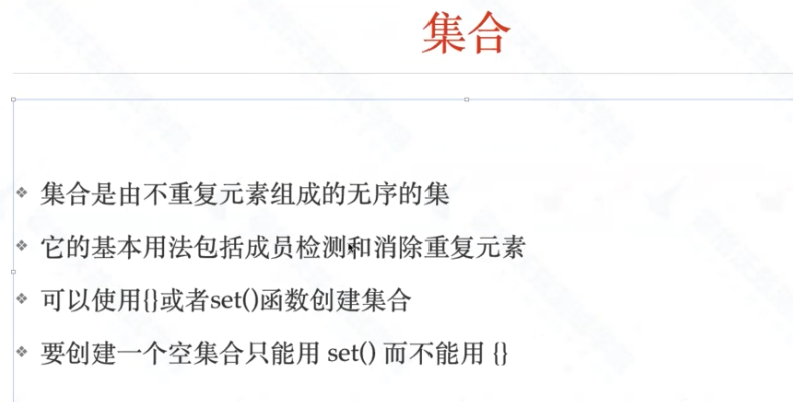 集合
集合是由不重复元素组成的无序的集
它的基本用法包括成员检测和消除重复元素
可以使用{}或者set()函数创建集合
要创建一个空集合只能用 set() 而不能用 {}